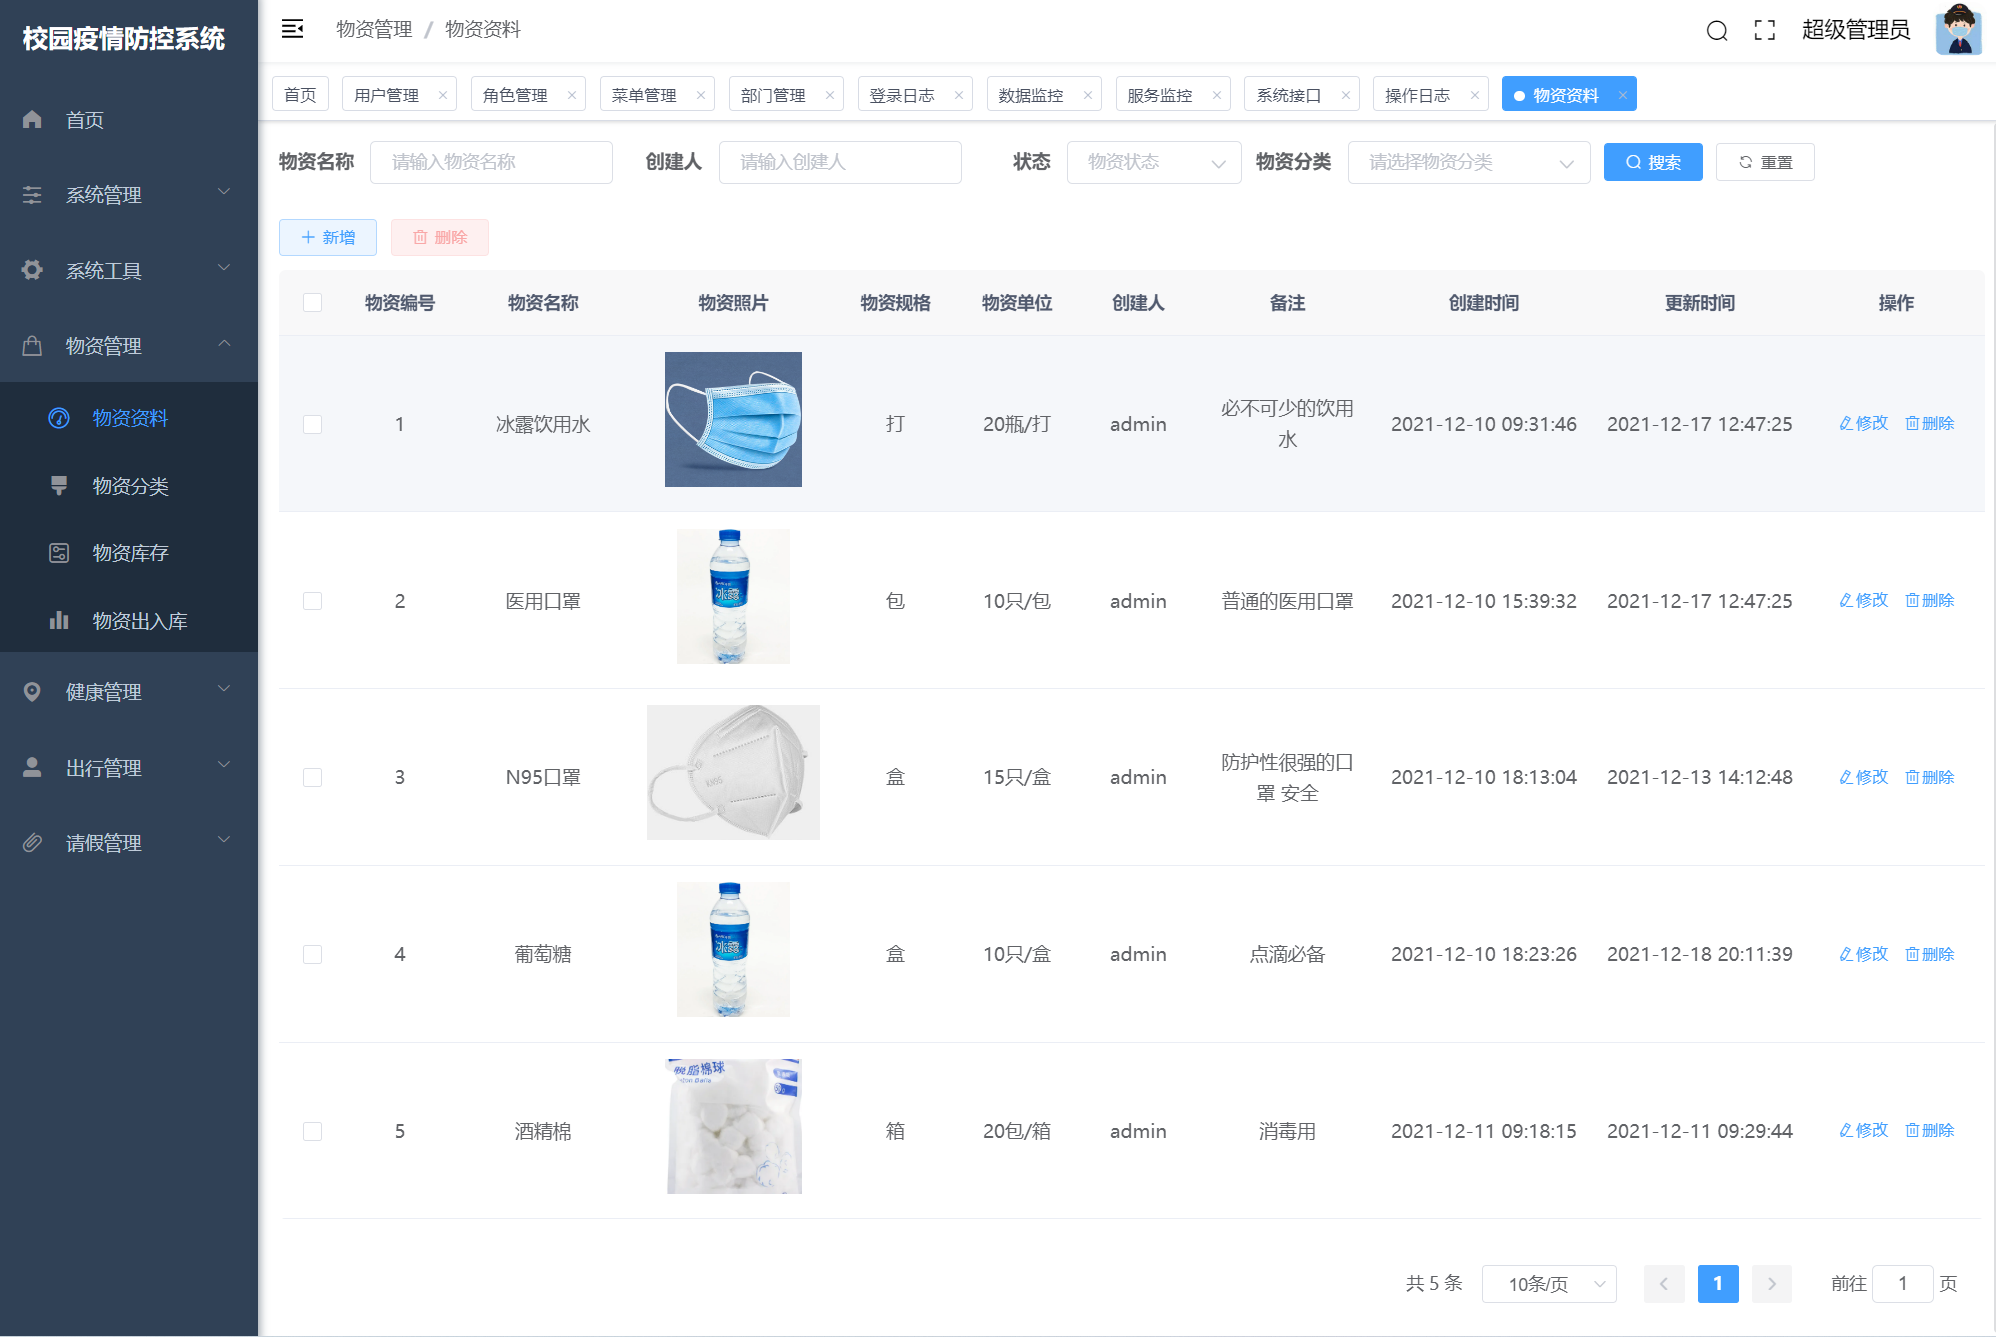 校园疫情防控系统
物资管理 / 物资资料
超级管理员
首页
用户管理
角色管理
菜单管理
部门管理
登录日志
数据监控
服务监控
系统接口
操作日志
物资资料
首页
系统管理
系统工具
物资管理
物资资料
物资分类
物资库存
物资出入库
健康管理
出行管理
请假管理
物资名称 请输入物资名称 创建人 请输入创建人 状态 物资状态 物资分类 请选择物资分类 搜索 重置
新增 删除
物资编号 物资名称 物资照片 物资规格 物资单位 创建人 备注 创建时间 更新时间 操作
1 冰露饮用水 打 20瓶/打 admin 必不可少的饮用
水 2021-12-10 09:31:46 2021-12-17 12:47:25 修改 删除
2 医用口罩 冰露 包 10只/包 admin 普通的医用口罩 2021-12-10 15:39:32 2021-12-17 12:47:25 修改 删除
3 N95口罩 盒 15只/盒 admin 防护性很强的口
罩 安全 2021-12-10 18:13:04 2021-12-13 14:12:48 修改 删除
4 葡萄糖 冰露 盒 10只/盒 admin 点滴必备 2021-12-10 18:23:26 2021-12-18 20:11:39 修改 删除
脱脂棉球
5 酒精棉 箱 20包/箱 admin 消毒用 2021-12-11 09:18:15 2021-12-11 09:29:44 修改 删除
共 5 条 10条/页 1 前往 1 页